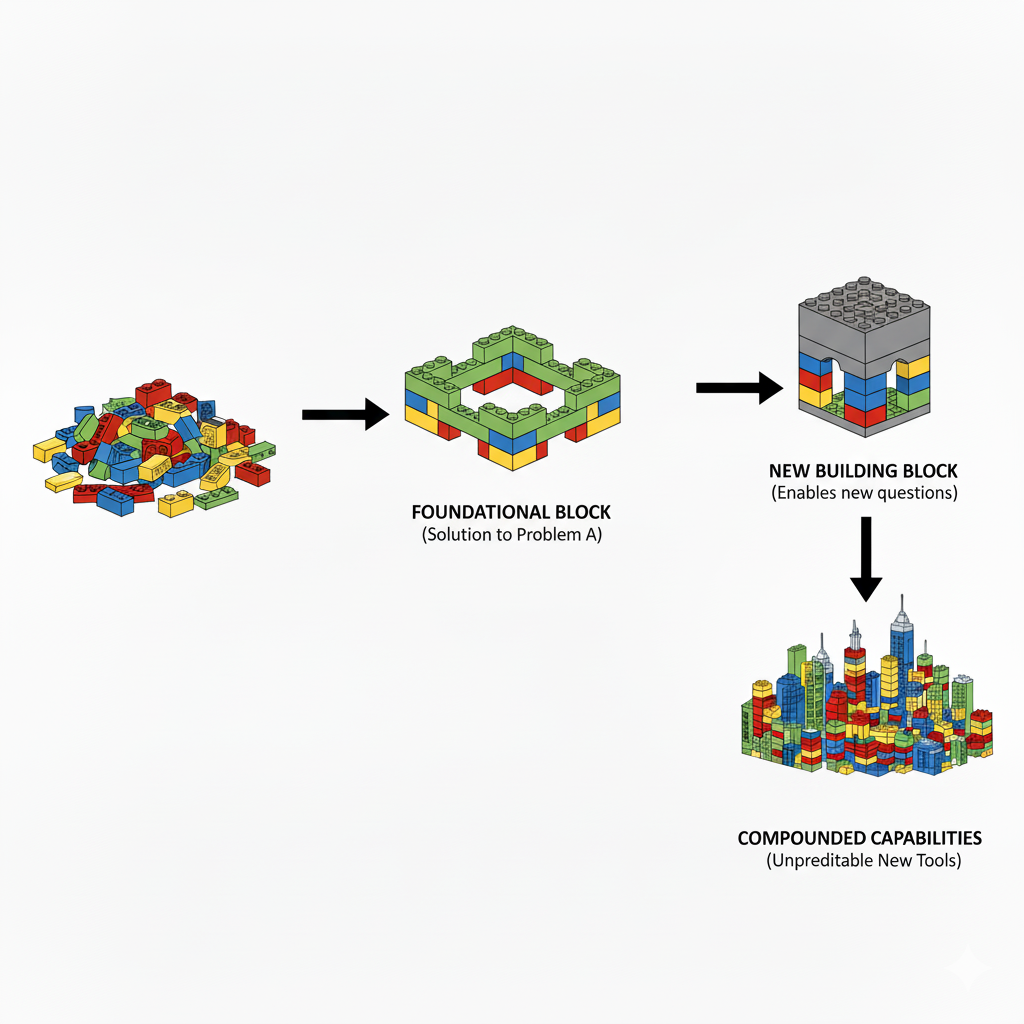 FOUNDATIONAL BLOCK
(Solution to Problem A)
NEW BUILDING BLOCK
(Enables new questions)
COMPOUNDED CAPABILITIES
(Unpreditable New Tools)